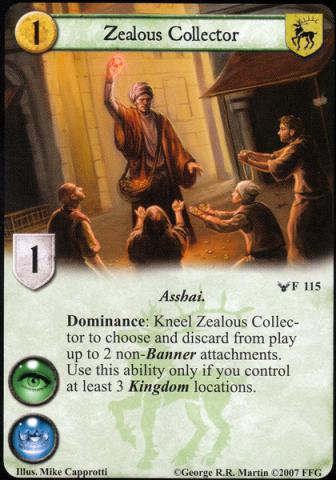 1
Zealous Collector
1
F 115
Asshai.
Dominance: Kneel Zealous Collec-
tor to choose and discard from play
up to 2 non-Banner attachments.
Use this ability only if you control
at least 3 Kingdom locations.
Illus. Mike Capprotti
©George R.R. Martin ©2007 FFG